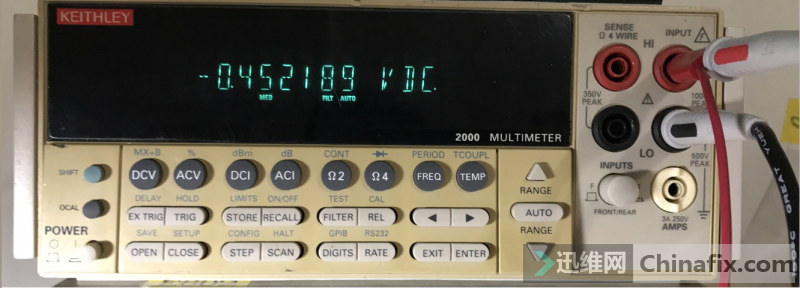 KEITHLEY
-0.452189 VDC
MED FILT AUTO
2000 MULTIMETER
SENSE Ω 4 WIRE
INPUT
HI
350V PEAK
LO
500V PEAK
INPUTS
F
FRONT/REAR
3A 250V
AMPS
MX+B % dBm dB CONT PERIOD TCOUPL
SHIFT DCV ACV DCI ACI Ω2 Ω4 FREQ TEMP
RANGE
DELAY HOLD LIMITS ON/OFF TEST CAL
OCAL EX TRIG TRIG STORE RECALL FILTER REL AUTO
POWER
SAVE SETUP CONFIG HALT GPIB RS232
RANGE
OPEN CLOSE STEP SCAN DIGITS RATE EXIT ENTER
GREAT
迅维网 Chinafix.com